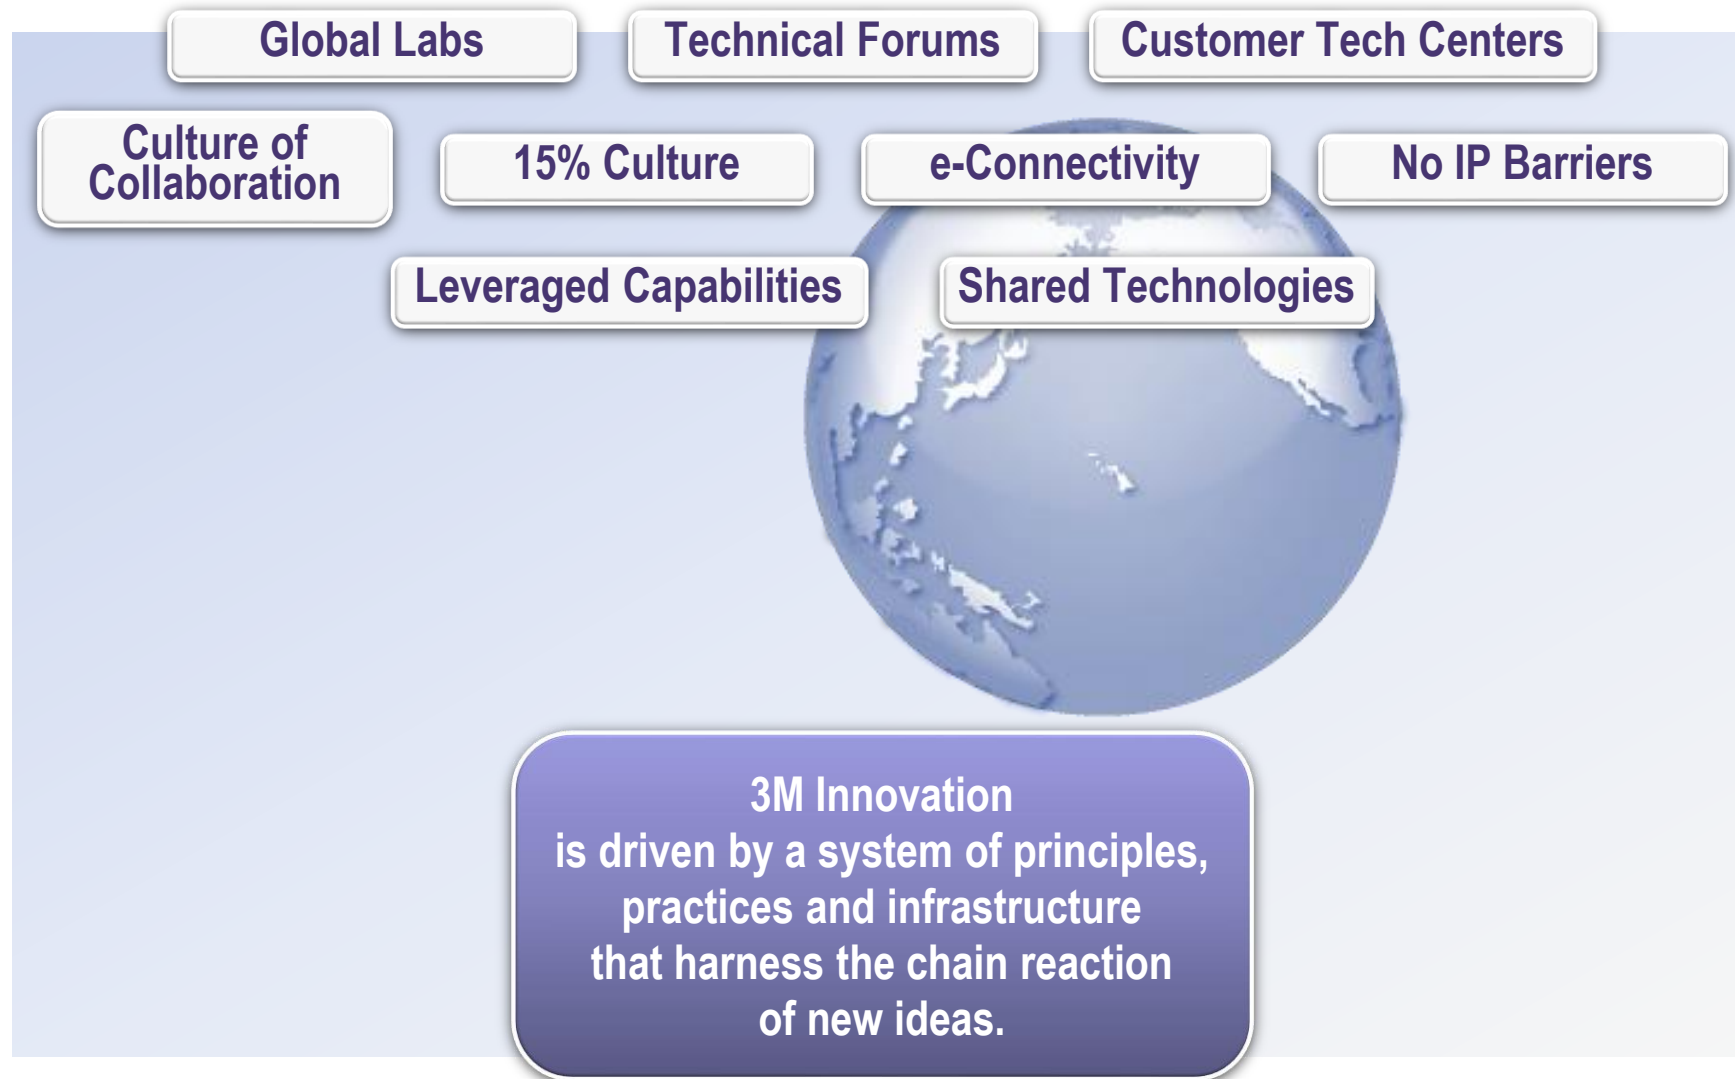 Global Labs
Technical Forums
Customer Tech Centers
Culture of
Collaboration
15% Culture
e-Connectivity
No IP Barriers
Leveraged Capabilities
Shared Technologies
3M Innovation
is driven by a system of principles,
practices and infrastructure
that harness the chain reaction
of new ideas.